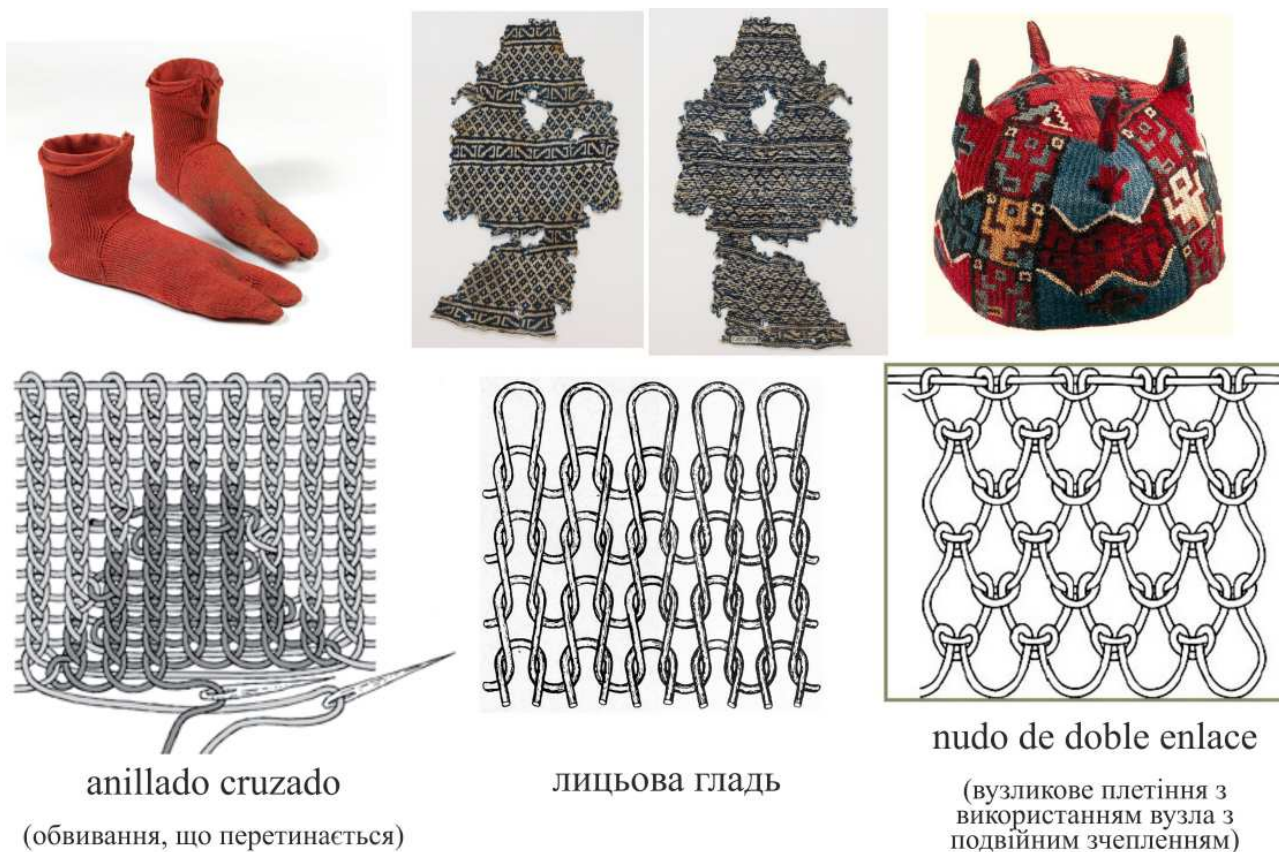 anillado cruzado
(обвивання, що перетинається)
лицьова гладь
nudo de doble enlace
(вузликове плетіння з
використанням вузла з
подвійним зчепленням)